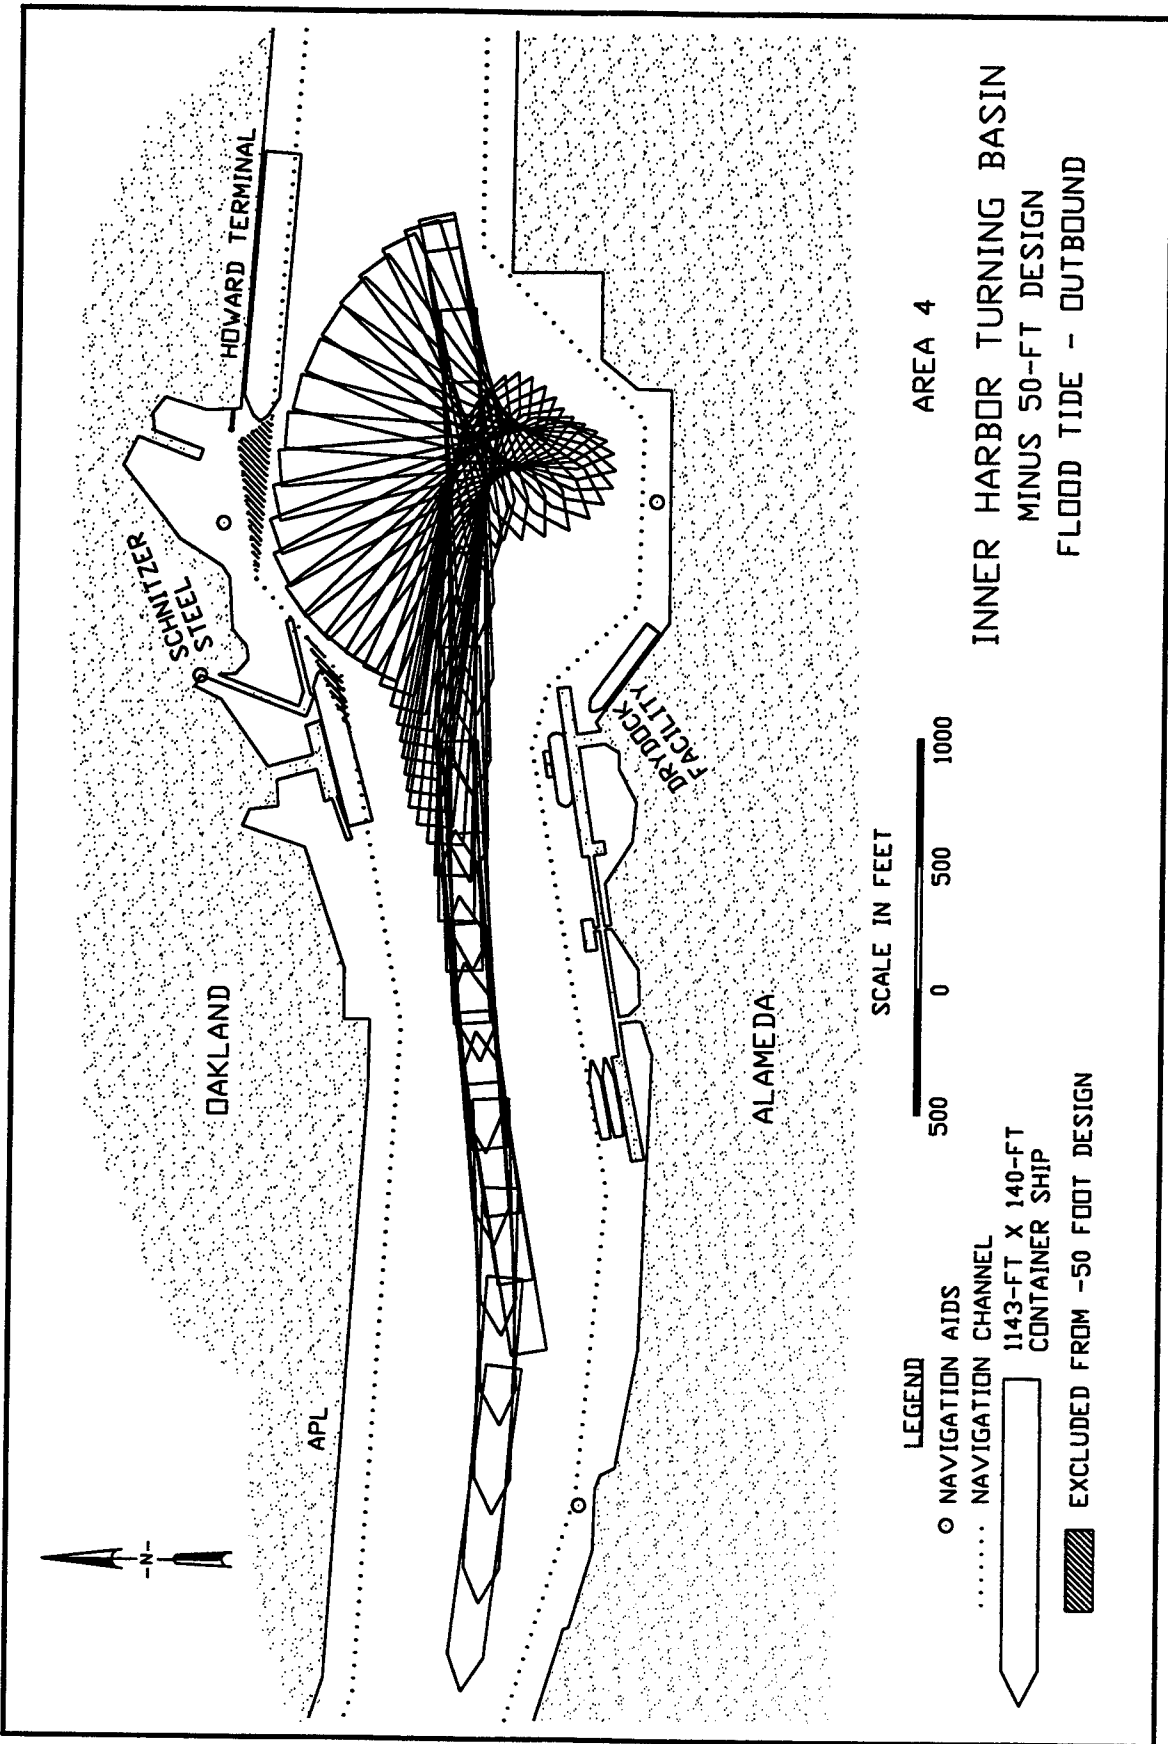 HOWARD TERMINAL
SCHNITZER
STEEL
OAKLAND
APL
-N-
DRYDOCK
FACILITY
ALAMEDA
LEGEND
NAVIGATION AIDS
NAVIGATION CHANNEL
1143-FT X 140-FT
CONTAINER SHIP
EXCLUDED FROM -50 FOOT DESIGN
SCALE IN FEET
500 0 500 1000
AREA 4
INNER HARBOR TURNING BASIN
MINUS 50-FT DESIGN
FLOOD TIDE - OUTBOUND